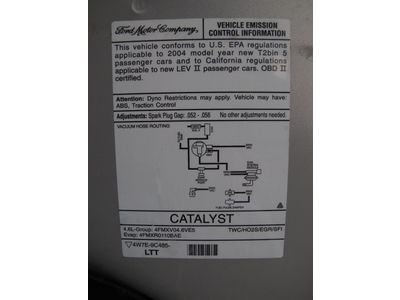 Ford Motor Company
VEHICLE EMISSION
CONTROL INFORMATION
This vehicle conforms to U.S. EPA regulations
applicable to 2004 model year new T2bin 5
passenger cars and to California regulations
applicable to new LEV II passenger cars. OBD II
certified.
Attention: Dyno Restrictions may apply. Vehicle may have:
ABS, Traction Control
Adjustments: Spark Plug Gap: .052 - .056 No other adjustments needed.
VACUUM HOSE ROUTING
CATALYST
4.6L-Group: 4FMXV04.6VE5
TWC/HO2S/EGR/SFI
Evap: 4FMXR0110BAE
4W7E-9C485-
LTT